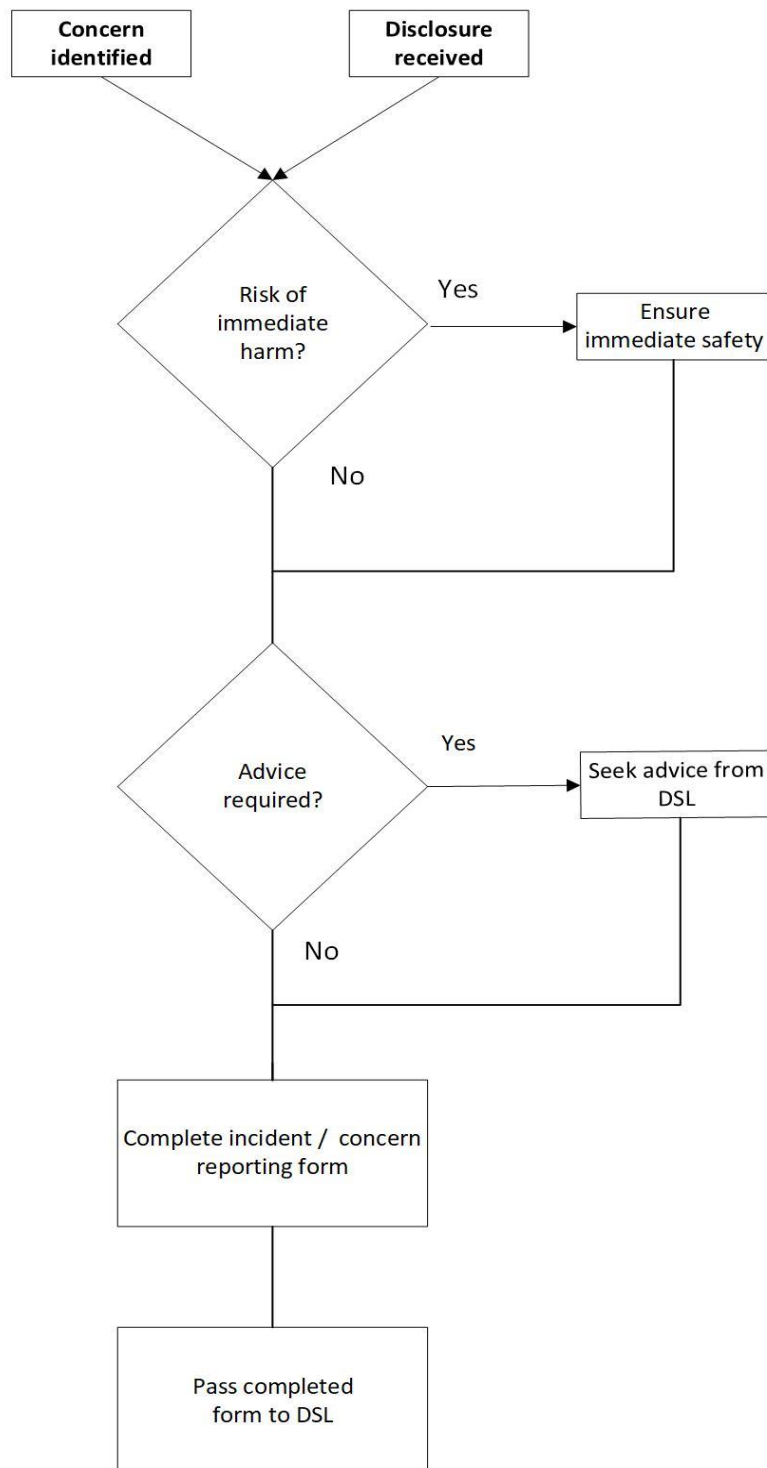 Concern
identified
Disclosure
received
Risk of
immediate
harm?
Yes
Ensure
immediate safety
No
Advice
required?
Yes
Seek advice from
DSL
No
Complete incident / concern
reporting form
Pass completed
form to DSL